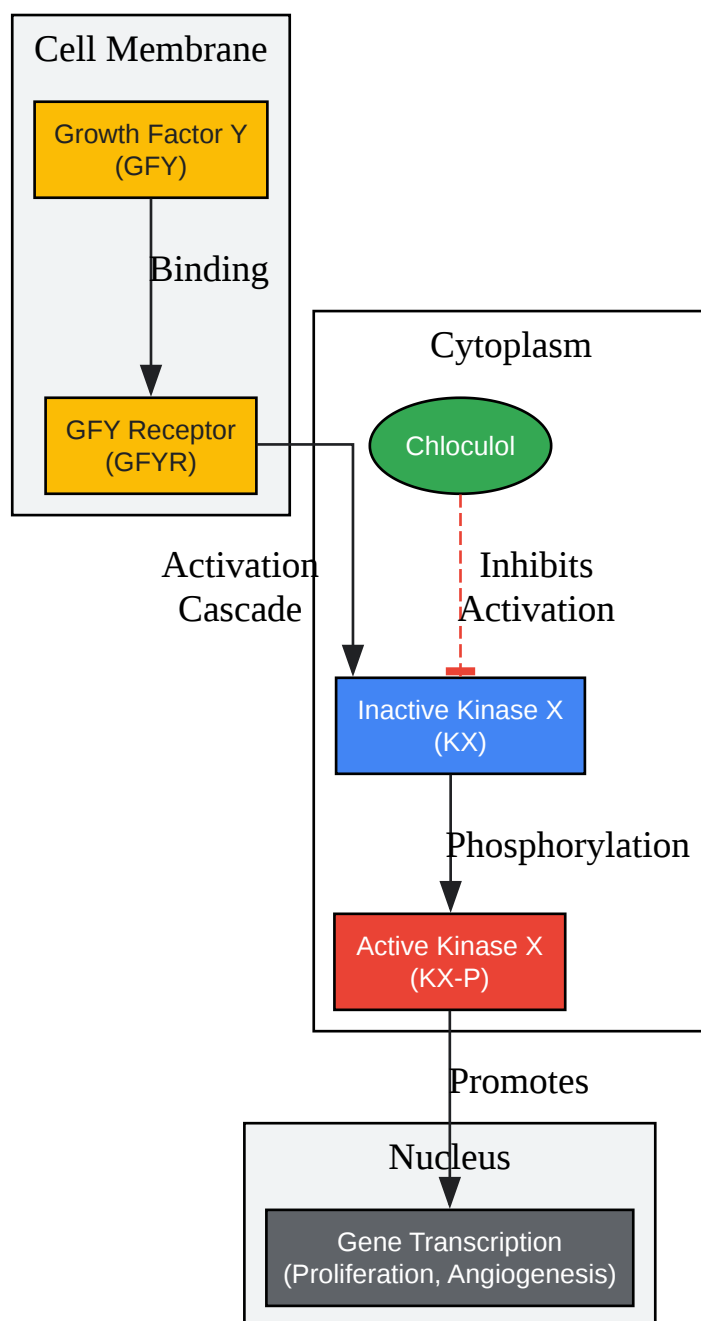 Cell Membrane
Growth Factor Y
(GFY)
Binding
GFY Receptor
(GFYR)
Cytoplasm
Chloculol
Activation
Cascade
Inhibits
Activation
Inactive Kinase X
(KX)
Phosphorylation
Active Kinase X
(KX-P)
Promotes
Nucleus
Gene Transcription
(Proliferation, Angiogenesis)